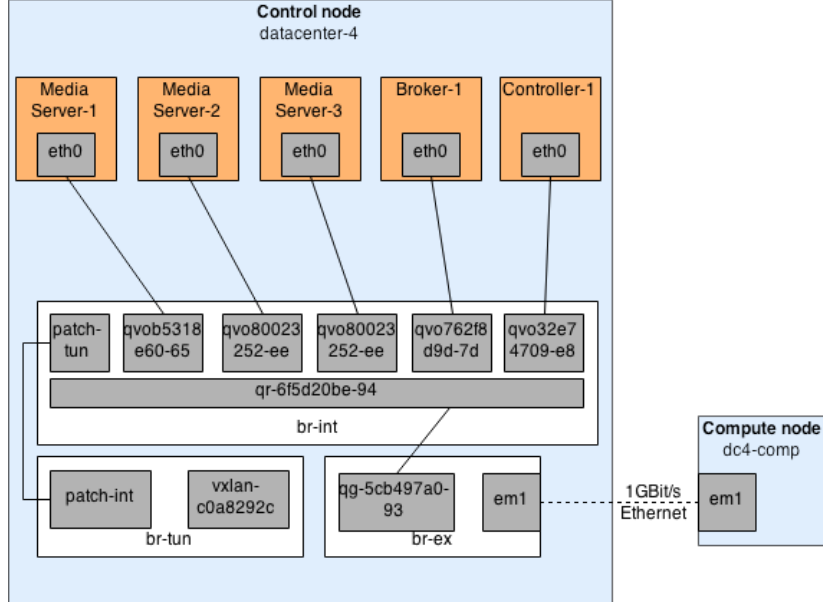 Control node
datacenter-4
Media
Server-1
eth0
Media
Server-2
eth0
Media
Server-3
eth0
Broker-1
eth0
Controller-1
eth0
patch-
tun
qvob5318
e60-65
qvo80023
252-ee
qvo80023
252-ee
qvo762f8
d9d-7d
qvo32e7
4709-e8
qr-6f5d20be-94
br-int
patch-int
vxlan-
c0a8292c
br-tun
qg-5cb497a0-
93
em1
br-ex
1GBit/s
Ethernet
Compute node
dc4-comp
em1